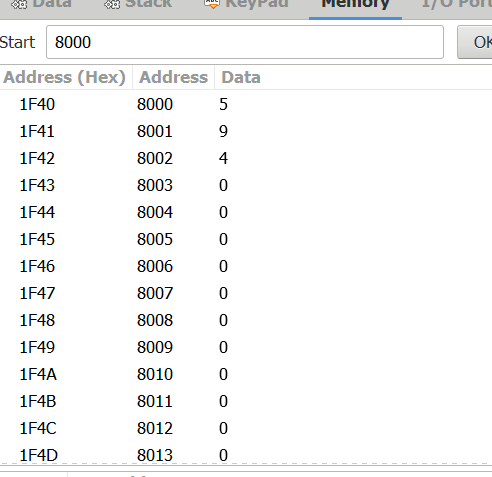 Data Stack KeyPad Memory I/O Port
Start 8000 OK
Address (Hex) Address Data
1F40 8000 5
1F41 8001 9
1F42 8002 4
1F43 8003 0
1F44 8004 0
1F45 8005 0
1F46 8006 0
1F47 8007 0
1F48 8008 0
1F49 8009 0
1F4A 8010 0
1F4B 8011 0
1F4C 8012 0
1F4D 8013 0